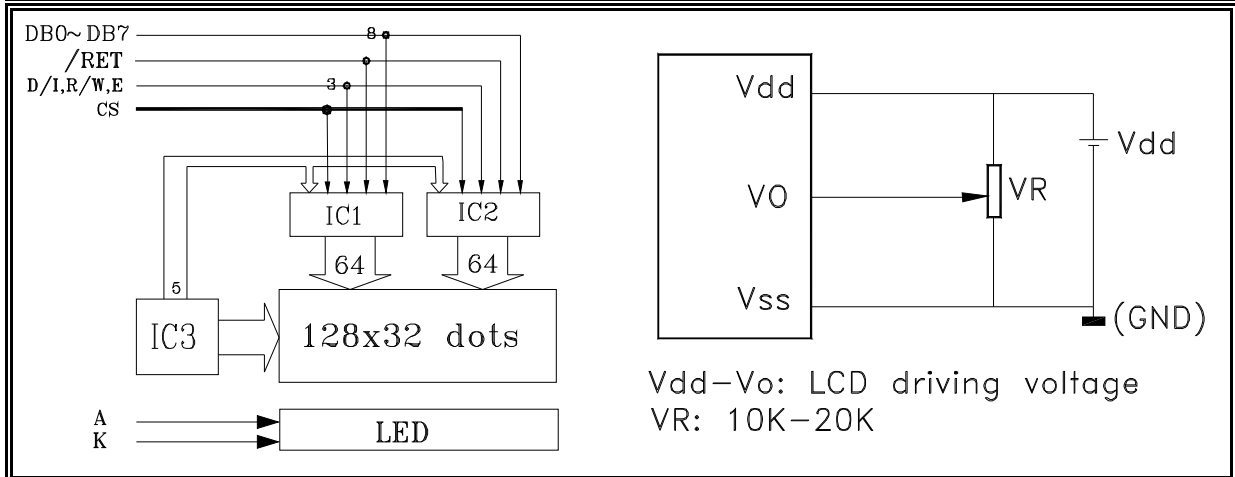 DB0~DB7
8
/RET
D/I,R/W,E
3
CS
IC1
IC2
64
64
5
IC3
128x32 dots
A
K
LED
Vdd
Vdd
VO
VR
Vss
(GND)
Vdd-Vo: LCD driving voltage
VR: 10K-20K